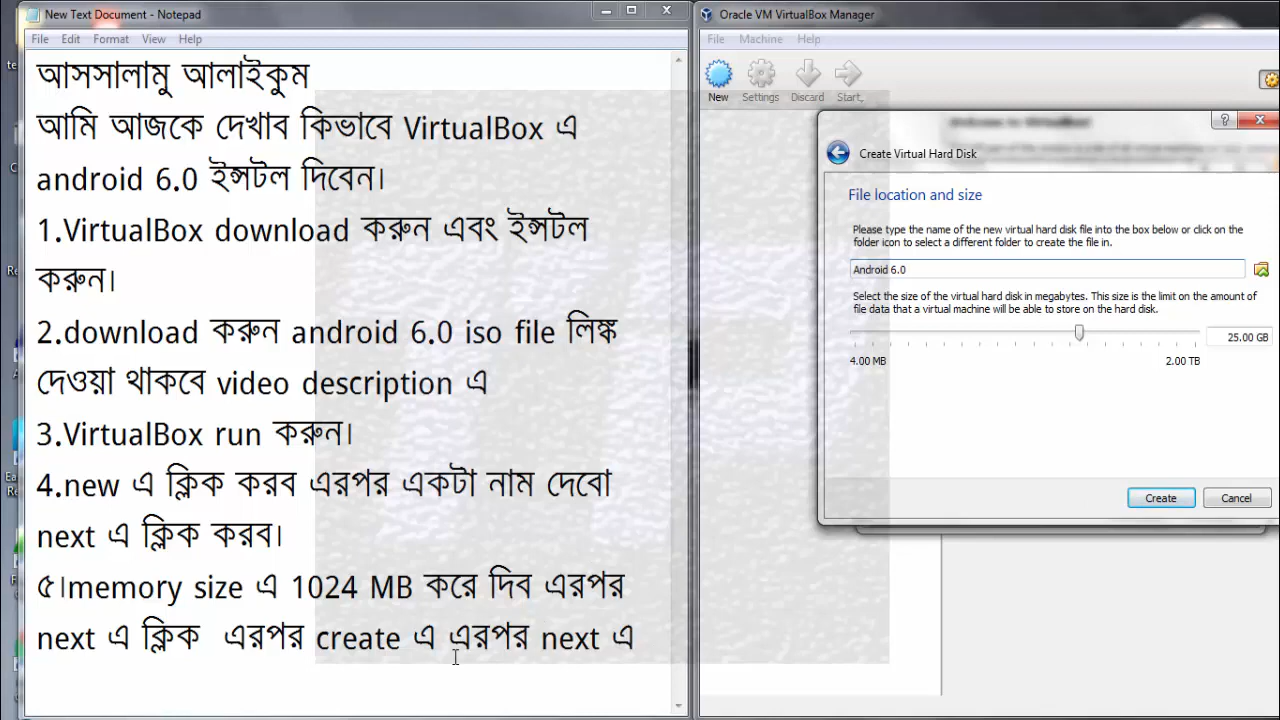 New Text Document - Notepad
File Edit Format View Help
আসসালামু আলাইকুম
আমি আজকে দেখাব কিভাবে VirtualBox এ
android 6.0 ইন্সটল দিবেন।
1.VirtualBox download করুন এবং ইন্সটল
করুন।
2.download করুন android 6.0 iso file লিঙ্ক
দেওয়া থাকবে video description এ
3.VirtualBox run করুন।
4.new এ ক্লিক করব এরপর একটা নাম দেবো
next এ ক্লিক করব।
৫।memory size এ 1024 MB করে দিব এরপর
next এ ক্লিক এরপর create এ এরপর next এ
Oracle VM VirtualBox Manager
File Machine Help
New Settings Discard Start
Create Virtual Hard Disk
File location and size
Please type the name of the new virtual hard disk file into the box below or click on the
folder icon to select a different folder to create the file in.
Android 6.0
Select the size of the virtual hard disk in megabytes. This size is the limit on the amount of
file data that a virtual machine will be able to store on the hard disk.
25.00 GB
4.00 MB 2.00 TB
Create Cancel